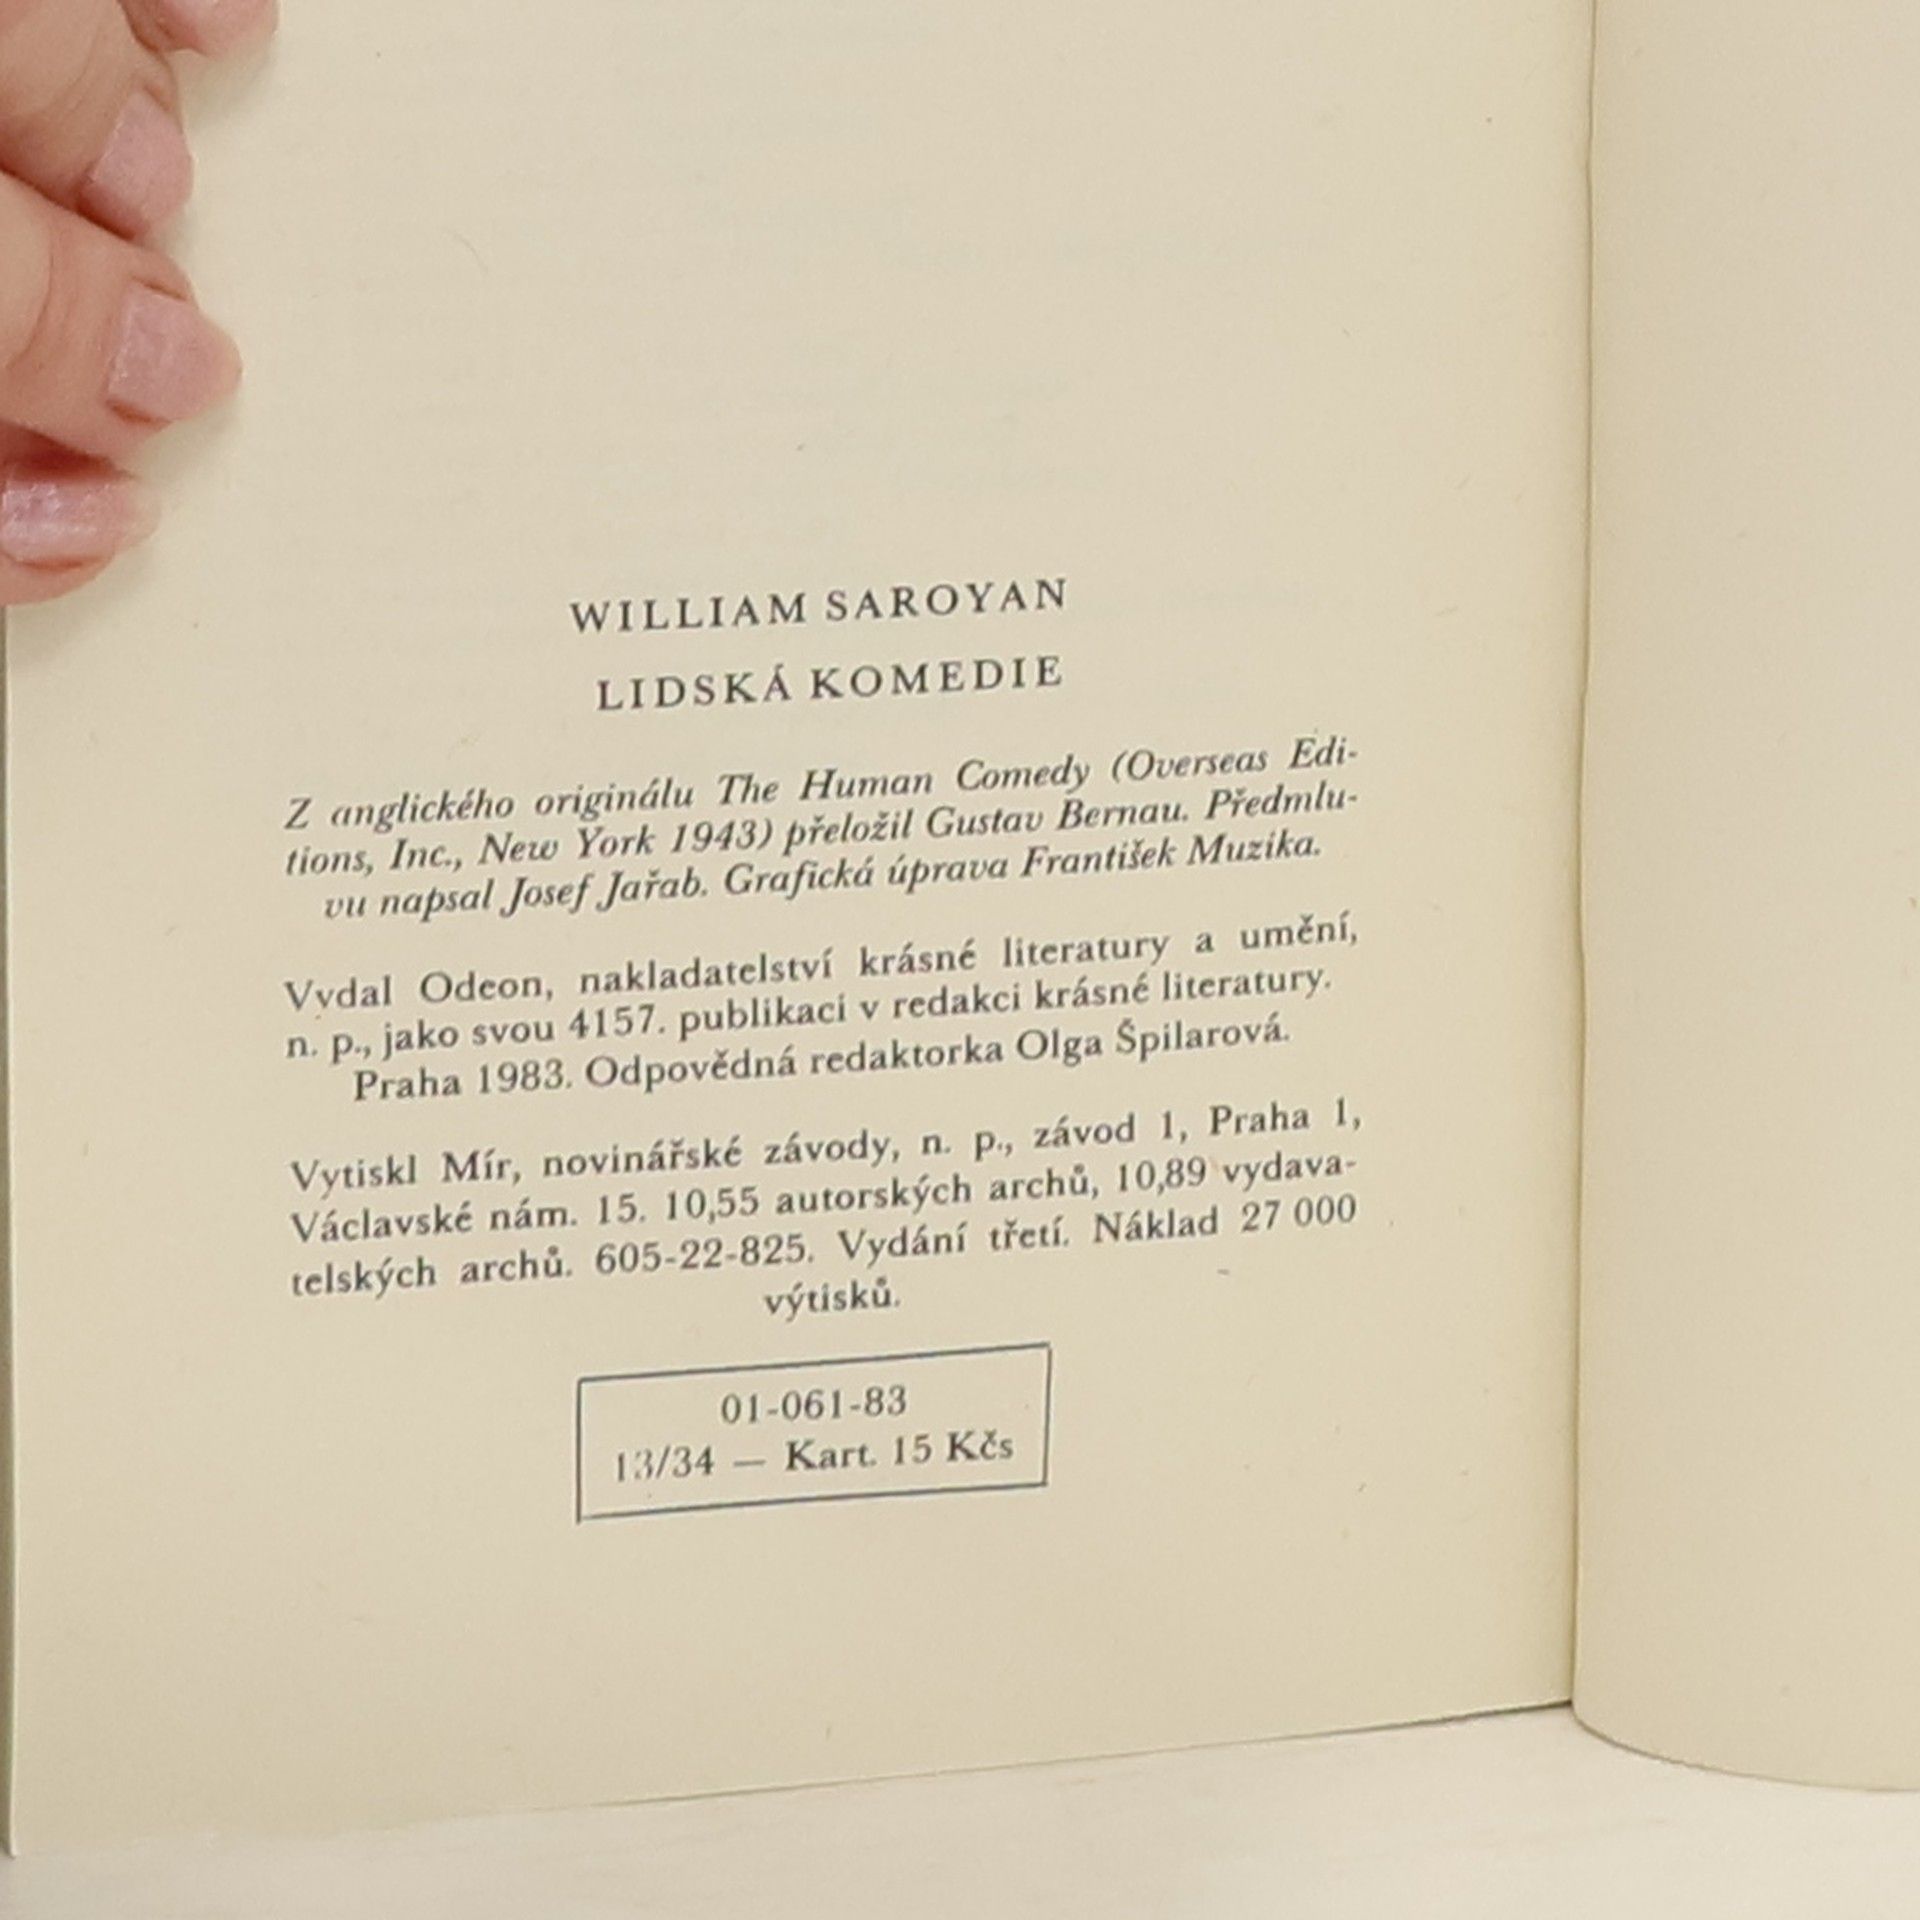 WILLIAM SAROYAN
LIDSKÁ KOMEDIE
Z anglického originálu The Human Comedy (Overseas Edi-
tions, Inc., New York 1943) přeložil Gustav Bernau. Předmlu-
vu napsal Josef Jařab. Grafická úprava František Muzika.
Vydal Odeon, nakladatelství krásné literatury a umění,
n. p., jako svou 4157. publikaci v redakci krásné literatury.
Praha 1983. Odpovědná redaktorka Olga Špilarová.
Vytiskl Mír, novinářské závody, n. p., závod 1, Praha 1,
Václavské nám. 15. 10,55 autorských archů, 10,89 vydava-
telských archů. 605-22-825. Vydání třetí. Náklad 27 000
výtisků.
01-061-83
13/34 — Kart. 15 Kčs